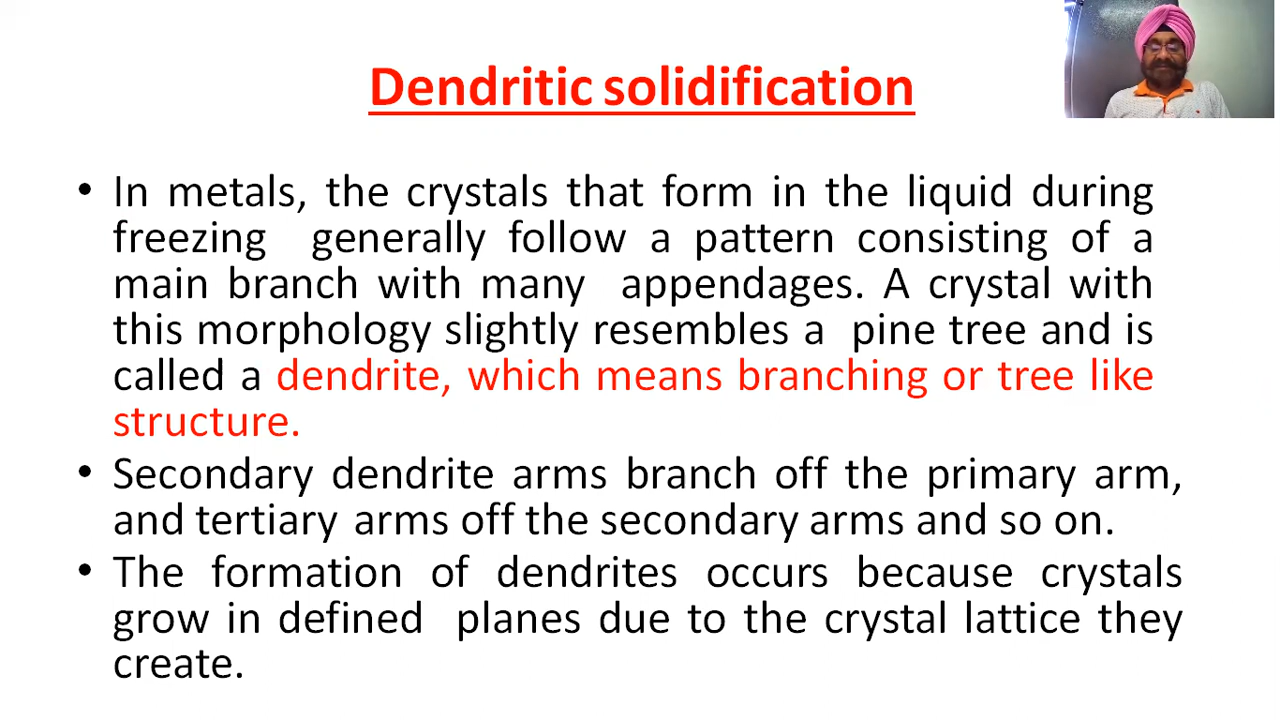 Dendritic solidification
• In metals, the crystals that form in the liquid during
freezing generally follow a pattern consisting of a
main branch with many appendages. A crystal with
this morphology slightly resembles a pine tree and is
called a dendrite, which means branching or tree like
structure.
• Secondary dendrite arms branch off the primary arm,
and tertiary arms off the secondary arms and so on.
• The formation of dendrites occurs because crystals
grow in defined planes due to the crystal lattice they
create.